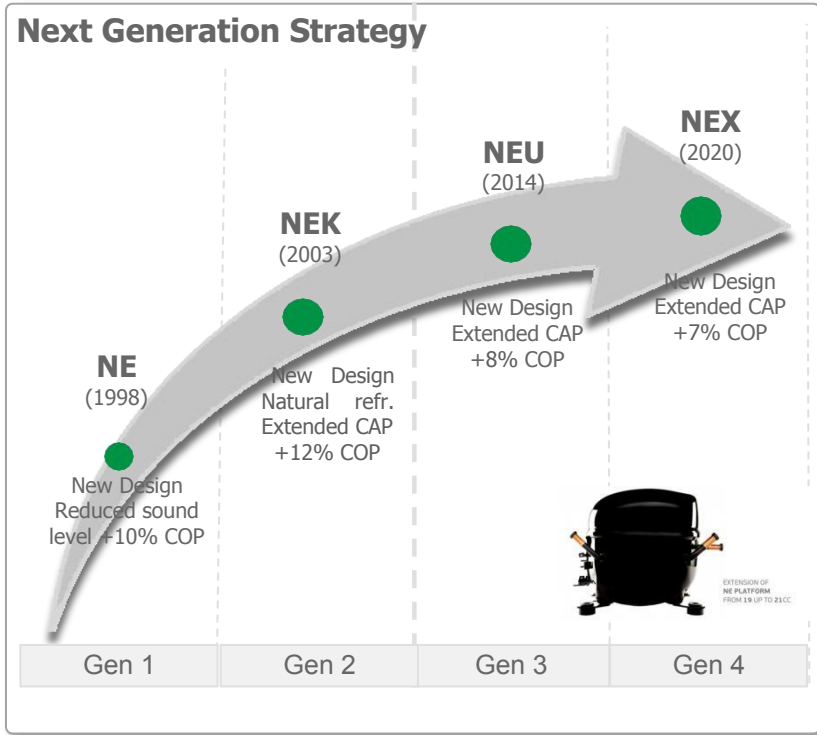 Next Generation Strategy
NE
(1998)
New Design
Reduced sound
level +10% COP
NEK
(2003)
New Design
Natural refr.
Extended CAP
+12% COP
NEU
(2014)
New Design
Extended CAP
+8% COP
NEX
(2020)
New Design
Extended CAP
+7% COP
EXTENSION OF
NE PLATFORM
FROM 19 UP TO 21CC
Gen 1
Gen 2
Gen 3
Gen 4